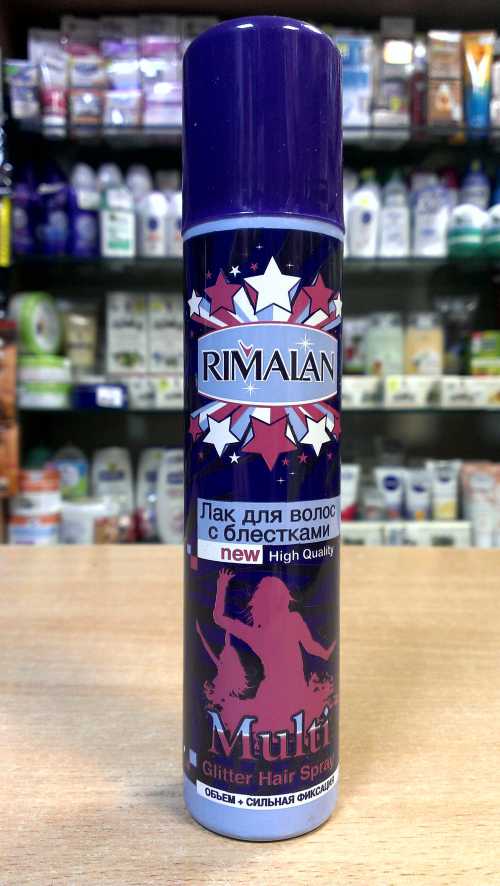 RIMALAN
Лак для волос
с блестками
new High Quality
Multi
Glitter Hair Spray
ОБЪЕМ + СИЛЬНАЯ ФИКСАЦИЯ